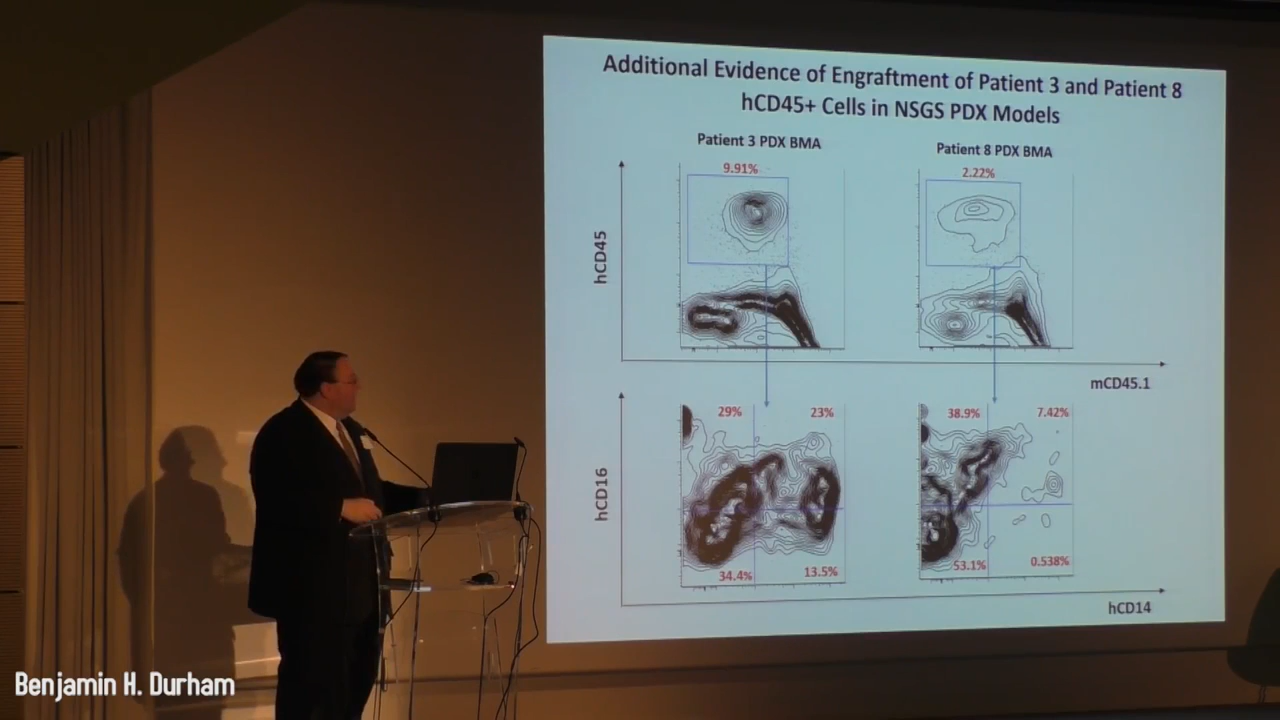 Additional Evidence of Engraftment of Patient 3 and Patient 8
hCD45+ Cells in NSGS PDX Models
Patient 3 PDX BMA
Patient 8 PDX BMA
9.91%
2.22%
hCD45
mCD45.1
29%
23%
38.9%
7.42%
hCD16
34.4%
13.5%
53.1%
0.538%
hCD14
Benjamin H. Durham